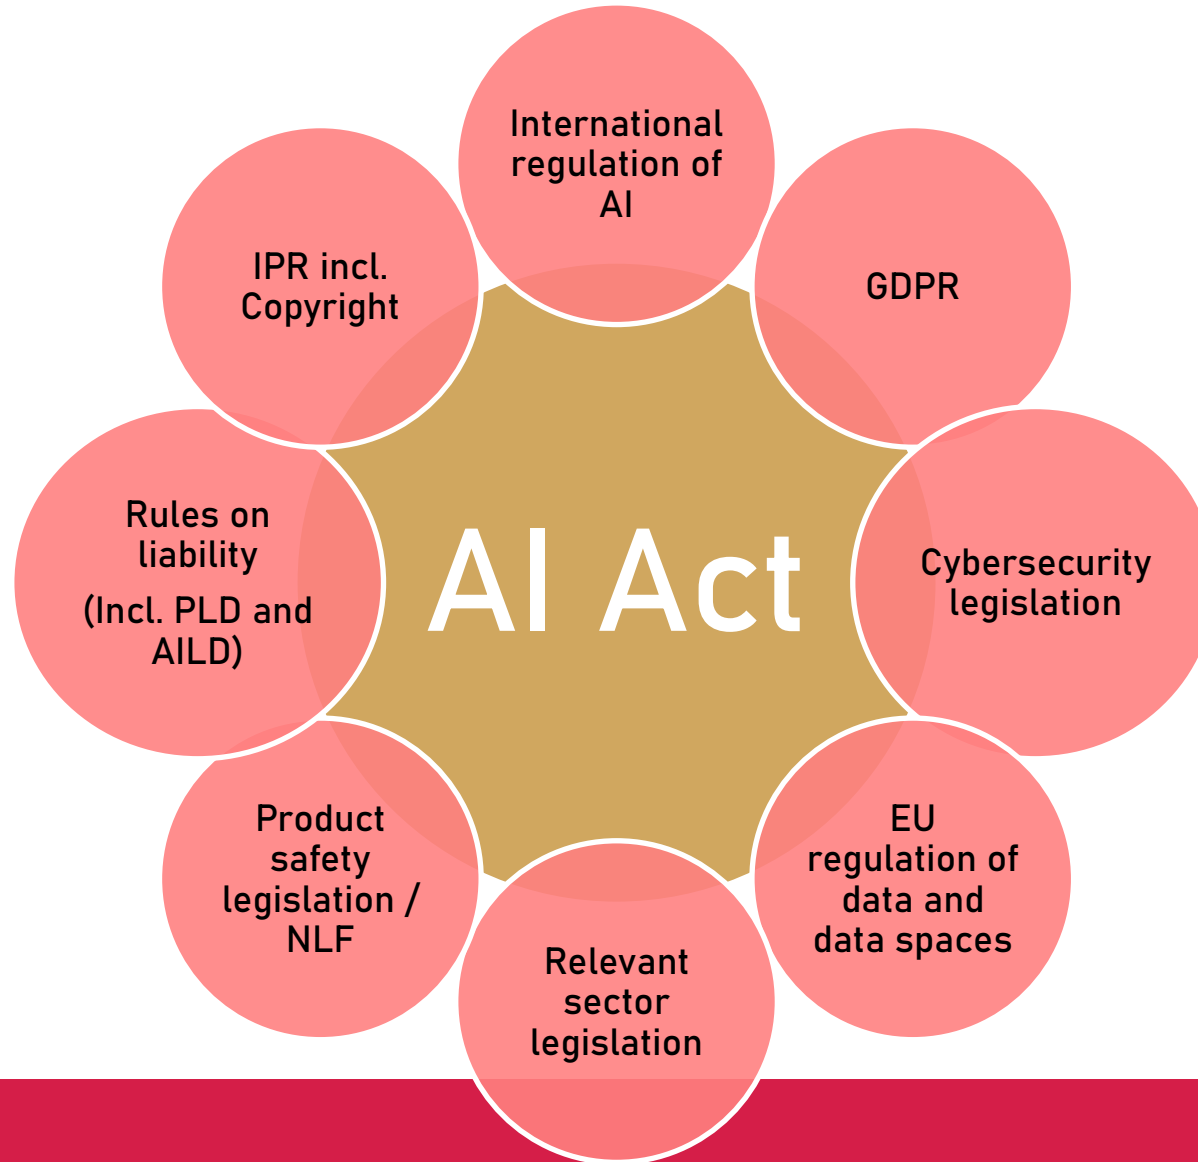 International
regulation of
AI
GDPR
Cybersecurity
legislation
EU
regulation of
data and
data spaces
Relevant
sector
legislation
Product
safety
legislation /
NLF
Rules on
liability
(Incl. PLD and
AILD)
IPR incl.
Copyright
AI Act